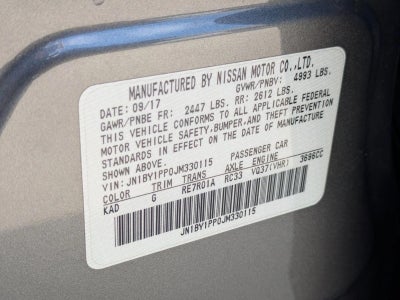 MANUFACTURED BY NISSAN MOTOR CO.,LTD.
DATE: 09/17 GVWR/PNBV: 4993 LBS.
GAWR/PNBE FR: 2447 LBS. RR: 2612 LBS.
THIS VEHICLE CONFORMS TO ALL APPLICABLE FEDERAL
MOTOR VEHICLE SAFETY,BUMPER,AND THEFT PREVENTION
STANDARDS IN EFFECT ON THE DATE OF MANUFACTURE
SHOWN ABOVE.
VIN: JN1BY1PP0JM330115 PASSENGER CAR
COLOR TRIM TRANS AXLE ENGINE
KAD G RE7R01A RC33 VQ37(VHR) 3696CC
JN1BY1PP0JM330115